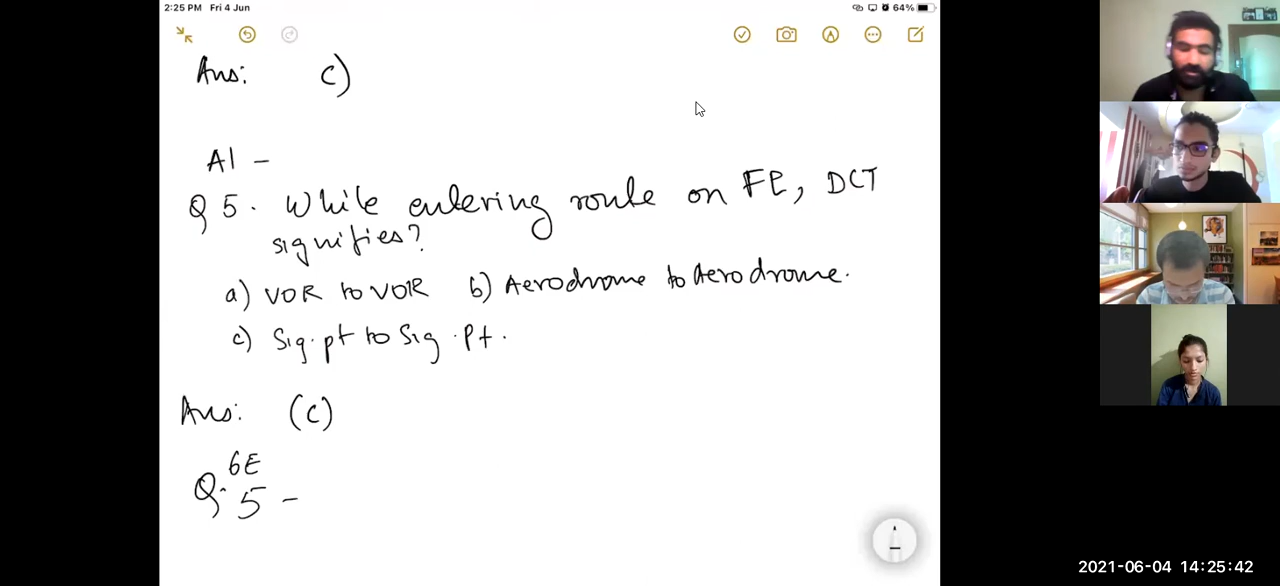 2:25 PM Fri 4 Jun
64%
Ans: c)
AI -
Q 5. While entering route on FP, DCT
signifies?
a) VOR to VOR b) Aerodrome to Aerodrome.
c) Sig. pt to Sig. Pt.
Ans: (c)
6E
Q. 5 -
2021-06-04 14:25:42